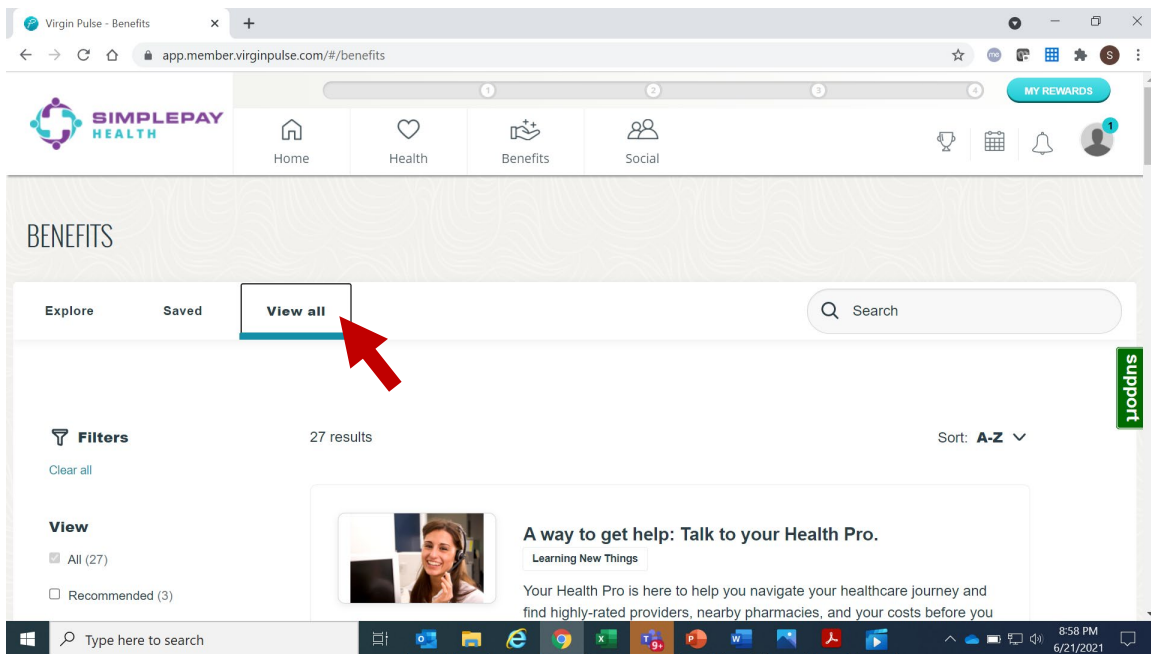 Virgin Pulse - Benefits
app.member.virginpulse.com/#/benefits
me
S
1
2
3
4
MY REWARDS
SIMPLEPAY
HEALTH
Home
Health
Benefits
Social
1
BENEFITS
Explore
Saved
View all
Search
support
Filters
27 results
Sort: A-Z
Clear all
View
All (27)
Recommended (3)
A way to get help: Talk to your Health Pro.
Learning New Things
Your Health Pro is here to help you navigate your healthcare journey and
find highly-rated providers, nearby pharmacies, and your costs before you
Type here to search
9+
8:58 PM
6/21/2021